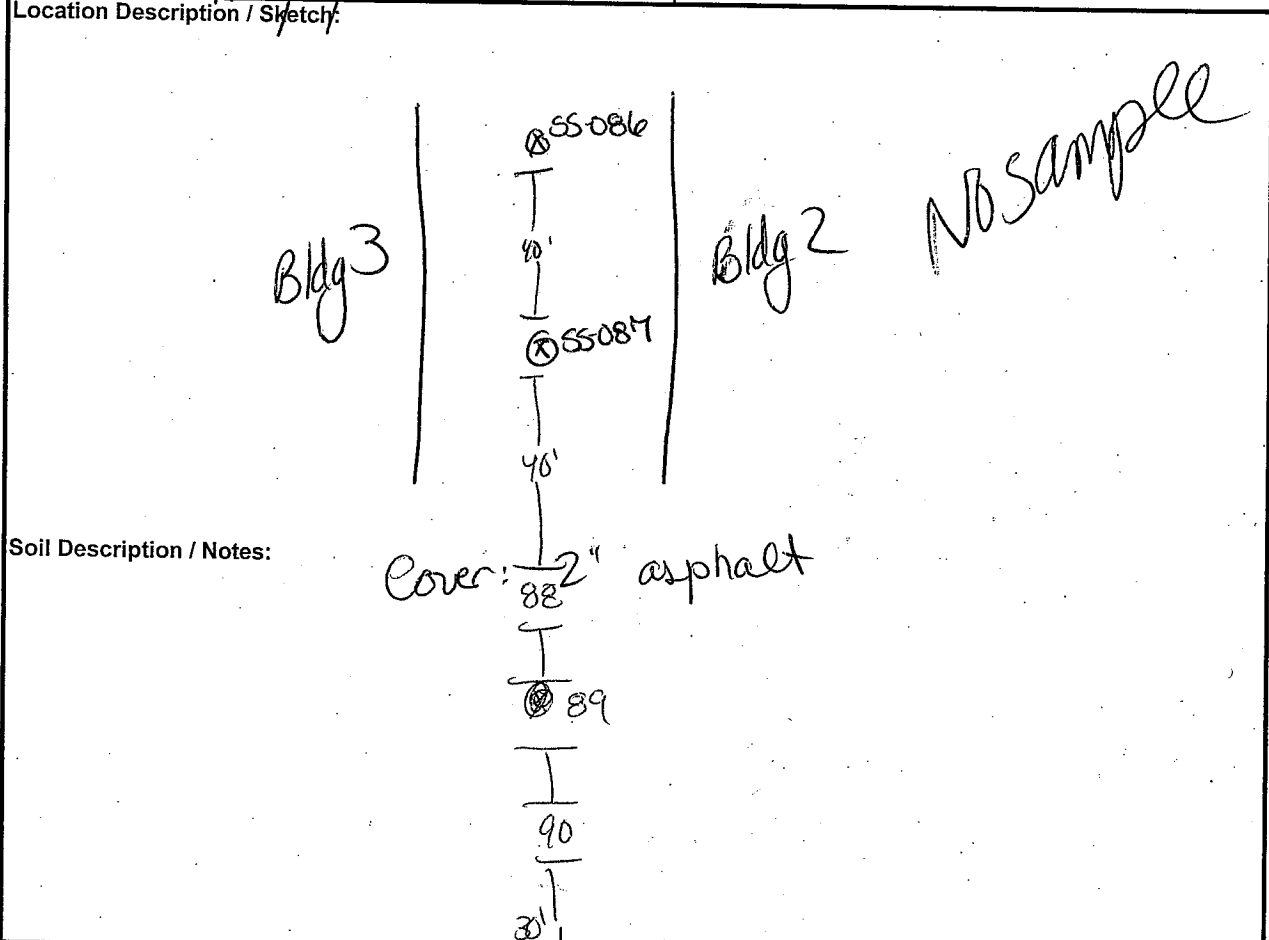 Location Description / Sketch:
SS-086
No Sample
Bldg 3
40'
Bldg 2
SS-087
40'
Soil Description / Notes:
Cover: 2" asphalt
88
89
90
30'